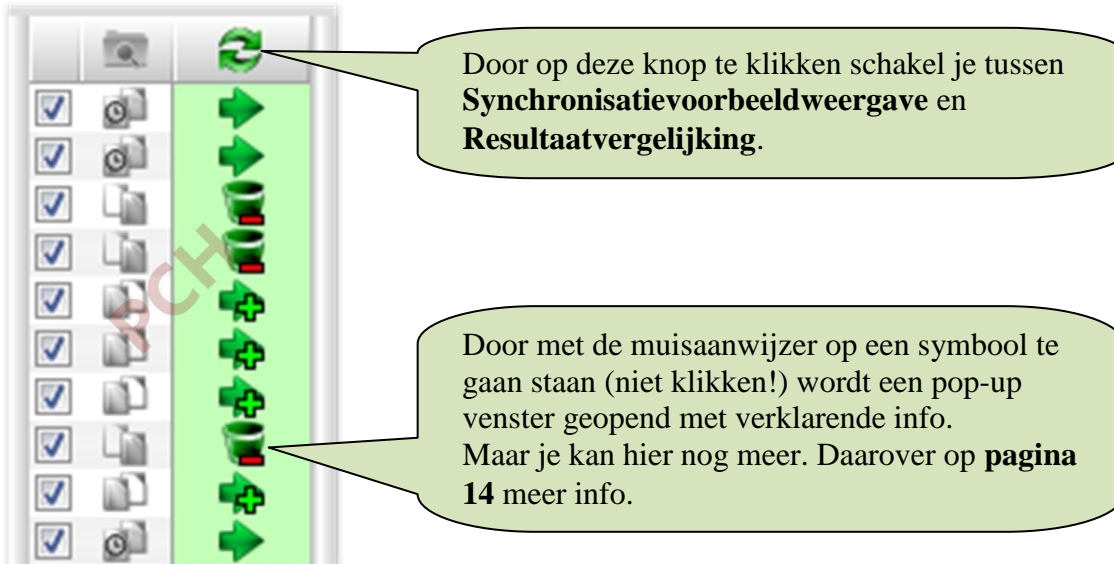 Door op deze knop te klikken schakel je tussen
Synchronisatievoorbeeldweergave en
Resultaatvergelijking.
PCH
Door met de muisaanwijzer op een symbool te
gaan staan (niet klikken!) wordt een pop-up
venster geopend met verklarende info.
Maar je kan hier nog meer. Daarover op pagina
14 meer info.